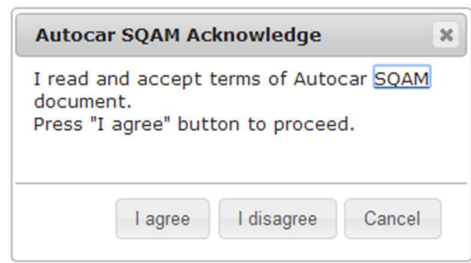 Autocar SQAM Acknowledge
I read and accept terms of Autocar SQAM
document.
Press "I agree" button to proceed.
I agree
I disagree
Cancel